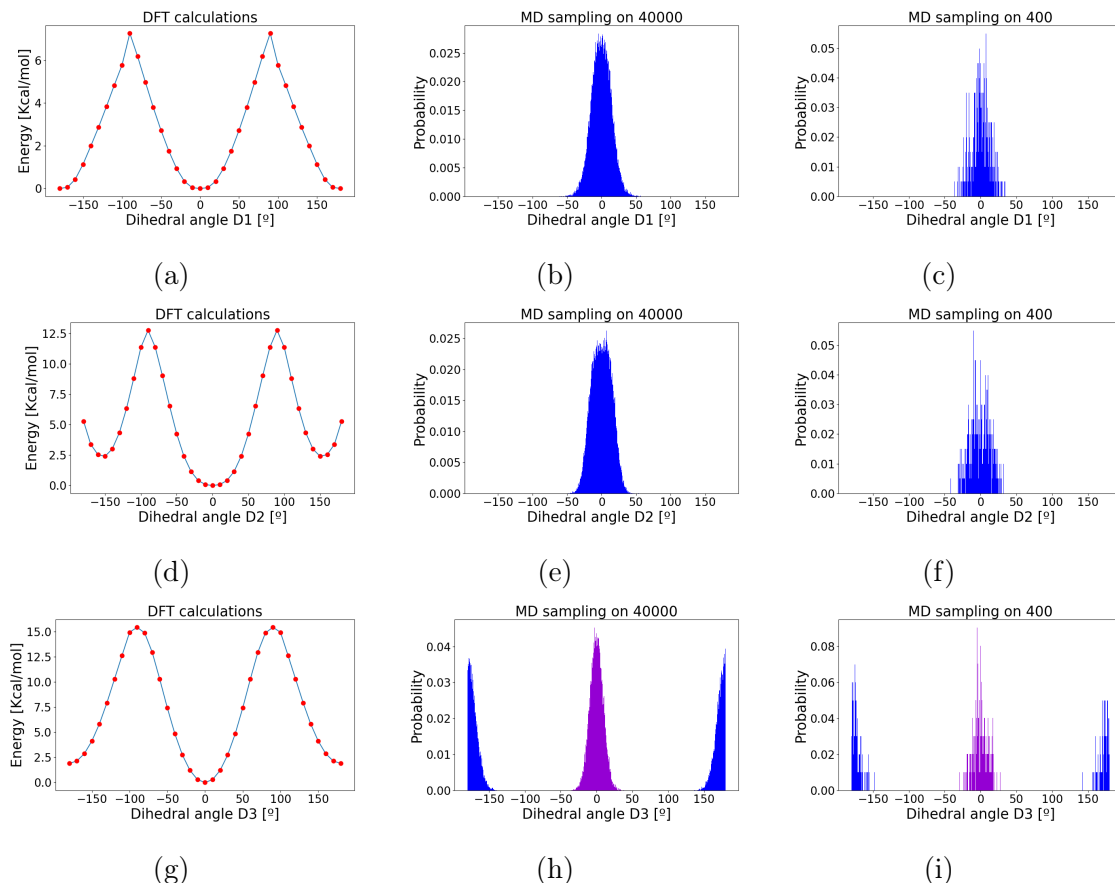 DFT calculations
MD sampling on 40000
MD sampling on 400
Energy [Kcal/mol]
6
4
2
0
−150 −100 −50 0 50 100 150
Dihedral angle D1 [º]
Probability
0.025
0.020
0.015
0.010
0.005
0.000
−150 −100 −50 0 50 100 150
Dihedral angle D1 [º]
Probability
0.05
0.04
0.03
0.02
0.01
0.00
−150 −100 −50 0 50 100 150
Dihedral angle D1 [º]
(a)
(b)
(c)
DFT calculations
MD sampling on 40000
MD sampling on 400
Energy [Kcal/mol]
12.5
10.0
7.5
5.0
2.5
0.0
−150 −100 −50 0 50 100 150
Dihedral angle D2 [º]
Probability
0.025
0.020
0.015
0.010
0.005
0.000
−150 −100 −50 0 50 100 150
Dihedral angle D2 [º]
Probability
0.05
0.04
0.03
0.02
0.01
0.00
−150 −100 −50 0 50 100 150
Dihedral angle D2 [º]
(d)
(e)
(f)
DFT calculations
MD sampling on 40000
MD sampling on 400
Energy [Kcal/mol]
15.0
12.5
10.0
7.5
5.0
2.5
0.0
−150 −100 −50 0 50 100 150
Dihedral angle D3 [º]
Probability
0.04
0.03
0.02
0.01
0.00
−150 −100 −50 0 50 100 150
Dihedral angle D3 [º]
Probability
0.08
0.06
0.04
0.02
0.00
−150 −100 −50 0 50 100 150
Dihedral angle D3 [º]
(g)
(h)
(i)